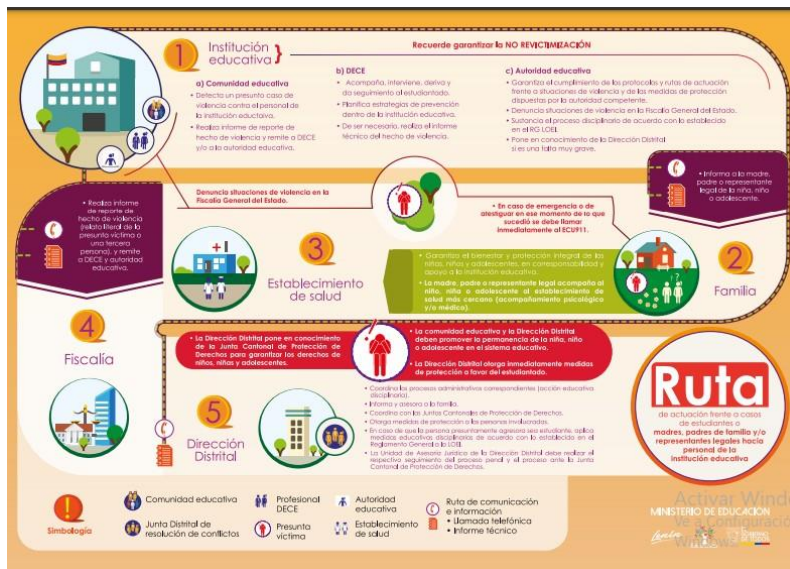 1 Institución
educativa
Recuerde garantizar la NO REVICTIMIZACIÓN
a) Comunidad educativa
• Detecta un presunto caso de
violencia contra el personal de
la institución eductaiva.
• Realiza informe de reporte de
hecho de violencia y remite a DECE
y/o a la autoridad educativa.
b) DECE
• Acompaña, interviene, deriva y
da seguimiento al estudiantado.
• Planifica estrategias de prevención
dentro de la institución educativa.
• De ser necesario, realiza el informe
técnico del hecho de violencia.
c) Autoridad educativa
• Garantiza el cumplimiento de los protocolos y rutas de actuación
frente a situaciones de violencia y de las medidas de protección
dispuestas por la autoridad competente.
• Denuncia situaciones de violencia en la Fiscalía General del Estado.
• Sustancia el proceso disciplinario de acuerdo con lo establecido
en el RG LOEI.
• Pone en conocimiento de la Dirección Distrital
si es una falta muy grave.
• Informa a la madre,
padre o representante
legal de la niña, niño
o adolescente.
2
Familia
Denuncia situaciones de violencia en la
Fiscalía General del Estado.
• En caso de emergencia o de
atestiguar en ese momento de lo que
sucedió se debe llamar
inmediatamente al ECU911.
• Realiza informe
de reporte de
hecho de violencia
(relato literal de la
presunta víctima o
una tercera
persona), y remite
a DECE y autoridad
educativa.
3
Establecimiento
de salud
• Garantiza el bienestar y protección integral de las
niñas, niños y adolescentes, en corresponsabilidad y
apoyo a la institución educativa.
• La madre, padre o representante legal acompaña al
niño, niña o adolescente al establecimiento de
salud más cercano (acompañamiento psicológico
y/o médico).
4
Fiscalía
• La Dirección Distrital pone en conocimiento
de la Junta Cantonal de Protección de
Derechos para garantizar los derechos de
niños, niñas y adolescentes.
• La comunidad educativa y la Dirección Distrital
deben promover la permanencia de la niña, niño
o adolescente en el sistema educativo.
• La Dirección Distrital otorga inmediatamente medidas
de protección a favor del estudiantado.
5
Dirección
Distrital
• Coordina los procesos administrativos correspondientes (acción educativa
disciplinaria).
• Informa y asesora a la familia.
• Coordina con las Juntas Cantonales de Protección de Derechos.
• Otorga medidas de protección a las personas involucradas.
• En caso de que la persona presuntamente agresora sea estudiante, aplica
medidas educativas disciplinarias de acuerdo con lo establecido en el
Reglamento General a la LOEI.
• La Unidad de Asesoría Jurídica de la Dirección Distrital debe realizar el
respectivo seguimiento del proceso penal y el proceso ante la Junta
Cantonal de Protección de Derechos.
Ruta
de actuación frente a casos
de estudiantes o
madres, padres de familia y/o
representantes legales hacia
personal de la
institución educativa
Simbología
Comunidad educativa
Junta Distrital de
resolución de conflictos
Profesional
DECE
Presunta
víctima
Autoridad
educativa
Establecimiento
de salud
Ruta de comunicación
e información
• Llamada telefónica
• Informe técnico
MINISTERIO DE EDUCACIÓN
Lenín
Activar Wind
Ve a Configuració